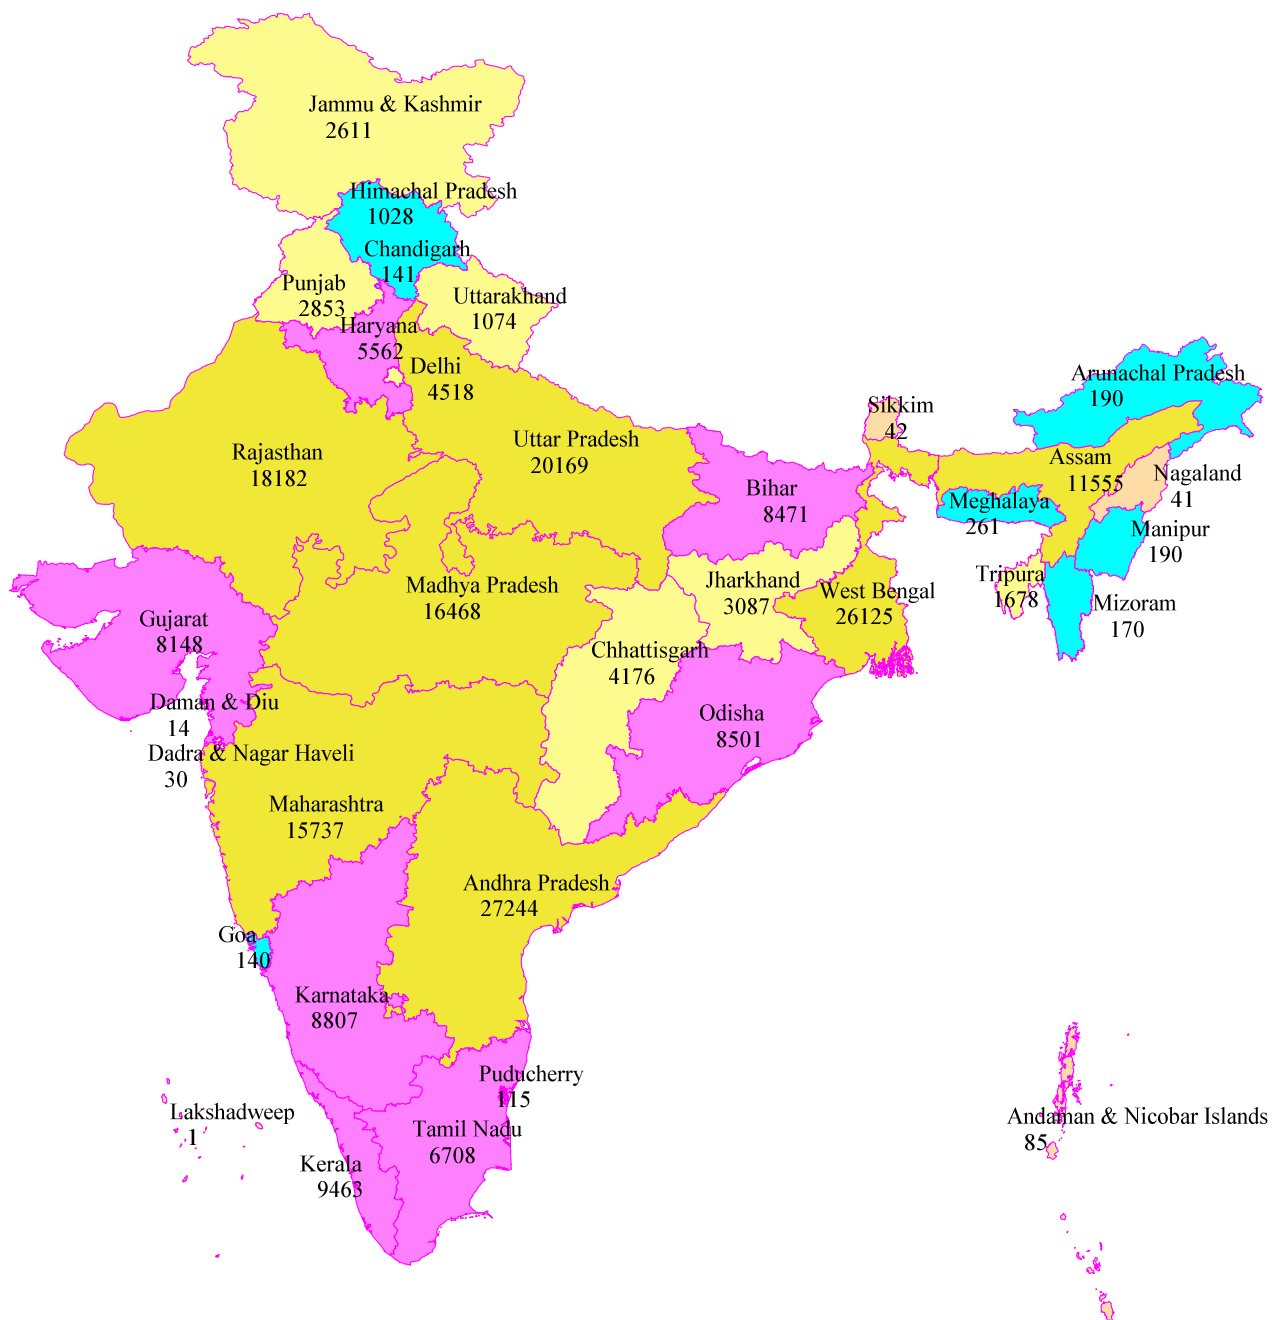 Jammu & Kashmir
2611
Himachal Pradesh
1028
Chandigarh
141
Punjab
2853
Uttarakhand
1074
Haryana
5562
Delhi
4518
Arunachal Pradesh
190
Sikkim
42
Rajasthan
18182
Uttar Pradesh
20169
Assam
11555
Nagaland
41
Bihar
8471
Meghalaya
261
Manipur
190
Tripura
1678
Mizoram
170
Jharkhand
3087
Madhya Pradesh
16468
West Bengal
26125
Gujarat
8148
Chhattisgarh
4176
Daman & Diu
14
Odisha
8501
Dadra & Nagar Haveli
30
Maharashtra
15737
Andhra Pradesh
27244
Goa
140
Karnataka
8807
Puducherry
115
Lakshadweep
1
Tamil Nadu
6708
Andaman & Nicobar Islands
85
Kerala
9463